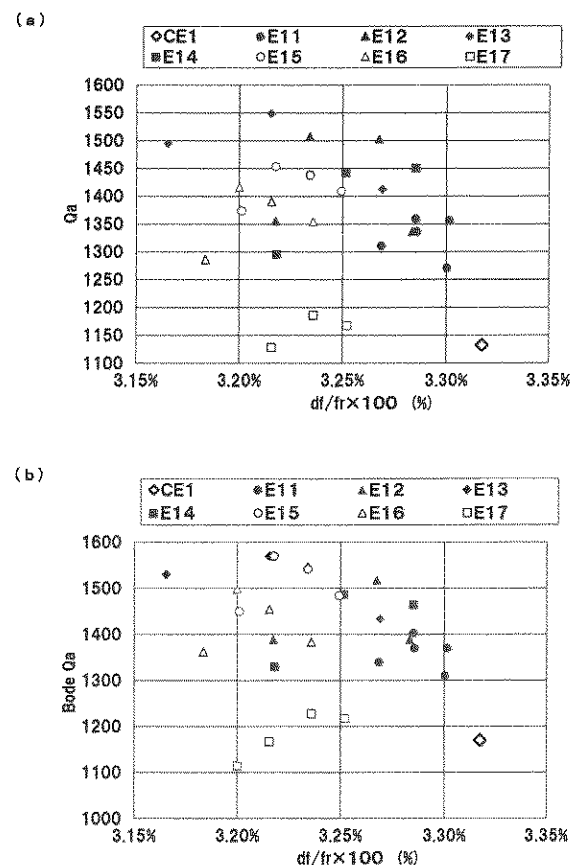 (a)
CE1 E11 E12 E13
E14 E15 E16 E17
1600
1550
1500
1450
1400
1350
1300
1250
1200
1150
1100
Qa
3.15% 3.20% 3.25% 3.30% 3.35%
df/fr×100 (%)
(b)
CE1 E11 E12 E13
E14 E15 E16 E17
1600
1500
1400
1300
1200
1100
1000
Bode Qa
3.15% 3.20% 3.25% 3.30% 3.35%
df/fr×100 (%)